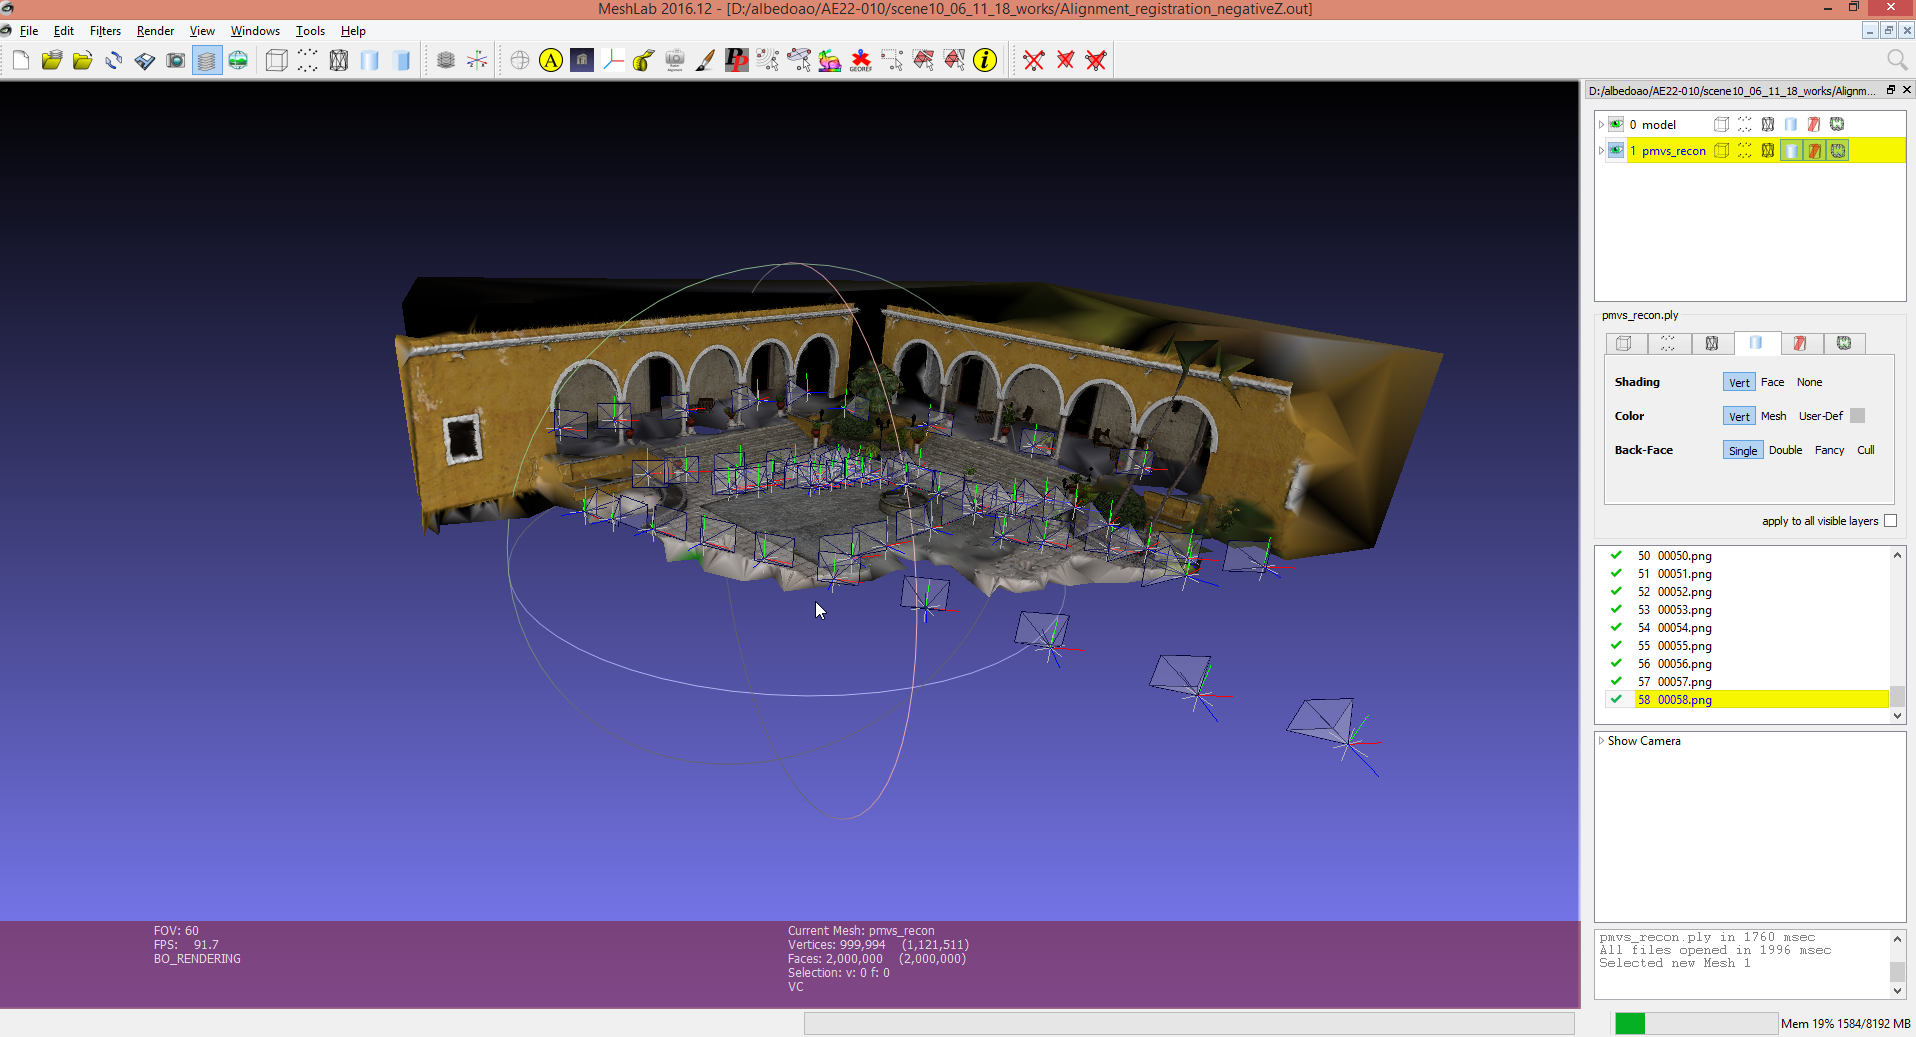 MeshLab 2016.12 - [D:/albedoao/AE22-010/scene10_06_11_18_works/Alignment_registration_negativeZ.out]
File Edit Filters Render View Windows Tools Help
A
PP
GEOREF
i
D:/albedoao/AE22-010/scene10_06_11_18_works/Alignm...
0 model
1 pmvs_recon
pmvs_recon.ply
Shading Vert Face None
Color Vert Mesh User-Def
Back-Face Single Double Fancy Cull
apply to all visible layers
50 00050.png
51 00051.png
52 00052.png
53 00053.png
54 00054.png
55 00055.png
56 00056.png
57 00057.png
58 00058.png
Show Camera
FOV: 60
FPS: 91.7
BO_RENDERING
Current Mesh: pmvs_recon
Vertices: 999,994 (1,121,511)
Faces: 2,000,000 (2,000,000)
Selection: v: 0 f: 0
VC
pmvs_recon.ply in 1760 msec
All files opened in 1996 msec
Selected new Mesh 1
Mem 19% 1584/8192 MB